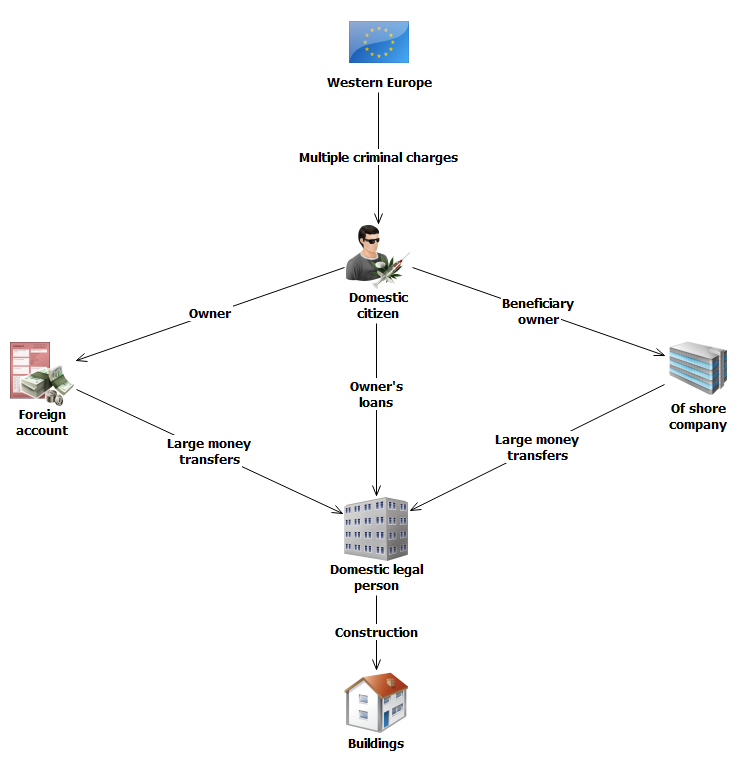 Western Europe
Multiple criminal charges
Domestic
citizen
Owner
Beneficiary
owner
Owner's
loans
Foreign
account
Of shore
company
Large money
transfers
Large money
transfers
Domestic legal
person
Construction
Buildings